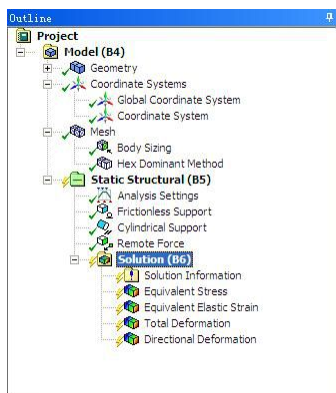 Outline
Project
Model (B4)
Geometry
Coordinate Systems
Global Coordinate System
Coordinate System
Mesh
Body Sizing
Hex Dominant Method
Static Structural (B5)
Analysis Settings
Frictionless Support
Cylindrical Support
Remote Force
Solution (B6)
Solution Information
Equivalent Stress
Equivalent Elastic Strain
Total Deformation
Directional Deformation